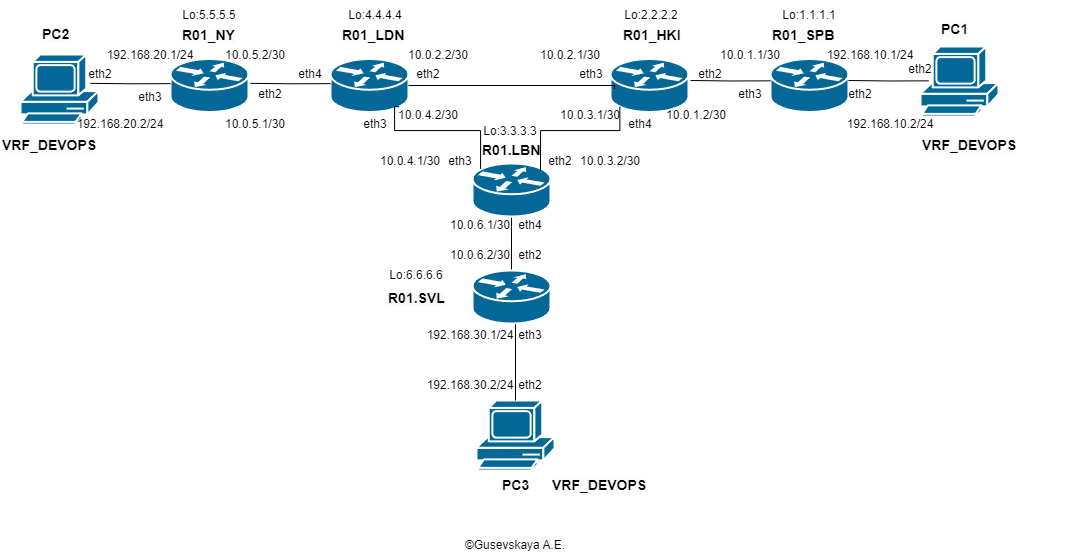 Lo:5.5.5.5
Lo:4.4.4.4
Lo:2.2.2.2
Lo:1.1.1.1
PC2
R01_NY
R01_LDN
R01_HKI
R01_SPB
PC1
192.168.20.1/24
10.0.5.2/30
10.0.2.2/30
10.0.2.1/30
10.0.1.1/30
192.168.10.1/24
eth2
eth4
eth2
eth3
eth2
eth2
eth3
eth2
eth3
eth2
192.168.20.2/24
10.0.5.1/30
eth3
10.0.4.2/30
10.0.3.1/30
eth4
10.0.1.2/30
192.168.10.2/24
VRF_DEVOPS
Lo:3.3.3.3
R01.LBN
VRF_DEVOPS
10.0.4.1/30
eth3
eth2
10.0.3.2/30
10.0.6.1/30
eth4
10.0.6.2/30
eth2
Lo:6.6.6.6
R01.SVL
192.168.30.1/24
eth3
192.168.30.2/24
eth2
PC3
VRF_DEVOPS
©Gusevskaya A.E.